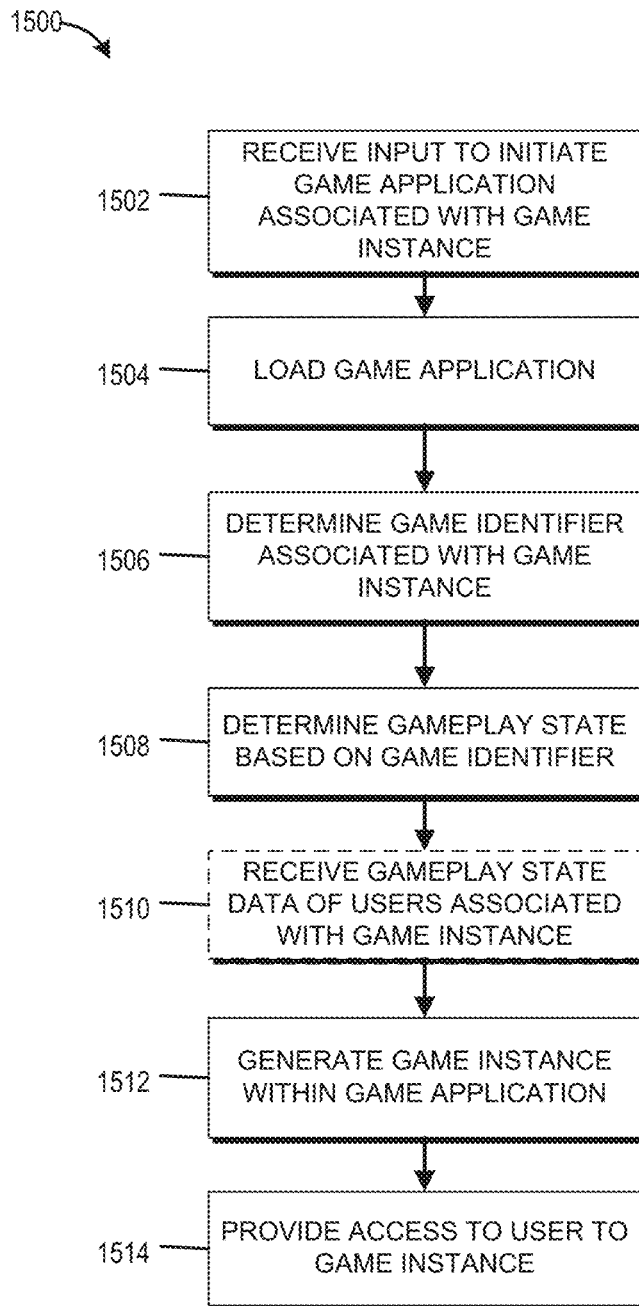 1500
1502
RECEIVE INPUT TO INITIATE
GAME APPLICATION
ASSOCIATED WITH GAME
INSTANCE
1504
LOAD GAME APPLICATION
1506
DETERMINE GAME IDENTIFIER
ASSOCIATED WITH GAME
INSTANCE
1508
DETERMINE GAMEPLAY STATE
BASED ON GAME IDENTIFIER
1510
RECEIVE GAMEPLAY STATE
DATA OF USERS ASSOCIATED
WITH GAME INSTANCE
1512
GENERATE GAME INSTANCE
WITHIN GAME APPLICATION
1514
PROVIDE ACCESS TO USER TO
GAME INSTANCE